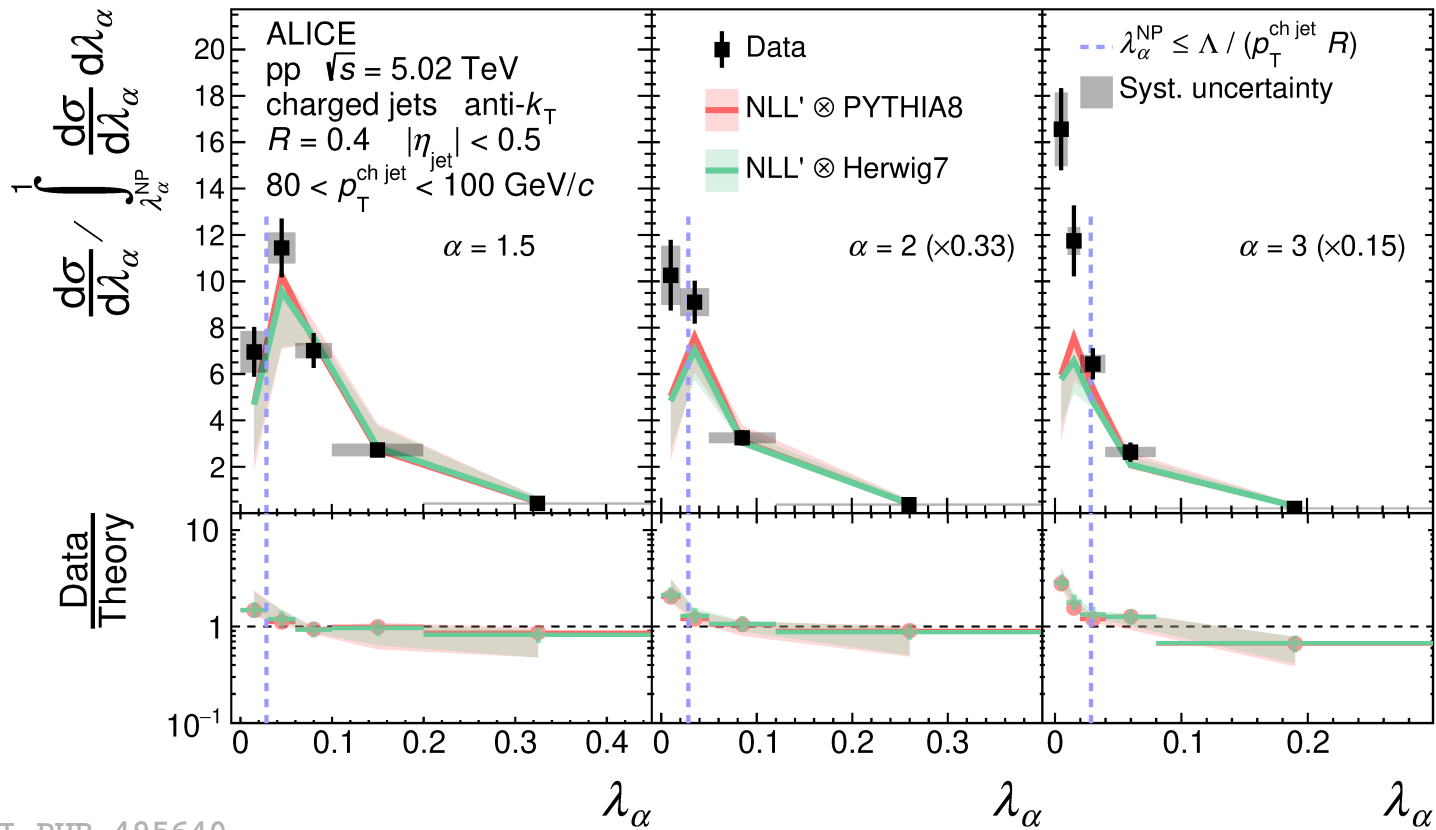 dσ/dλα / ∫λαNP dσ/dλα dλα
1
20
18
16
14
12
10
8
6
4
2
ALICE
pp √s = 5.02 TeV
charged jets anti-kT
R = 0.4 |ηjet| < 0.5
80 < pTch jet < 100 GeV/c
α = 1.5
Data
NLL' ⊗ PYTHIA8
NLL' ⊗ Herwig7
α = 2 (×0.33)
λαNP ≤ Λ / (pTch jet R)
Syst. uncertainty
α = 3 (×0.15)
Data
Theory
10
1
10−1
0 0.1 0.2 0.3 0.4 0 0.1 0.2 0.3 0 0.1 0.2
λα λα λα